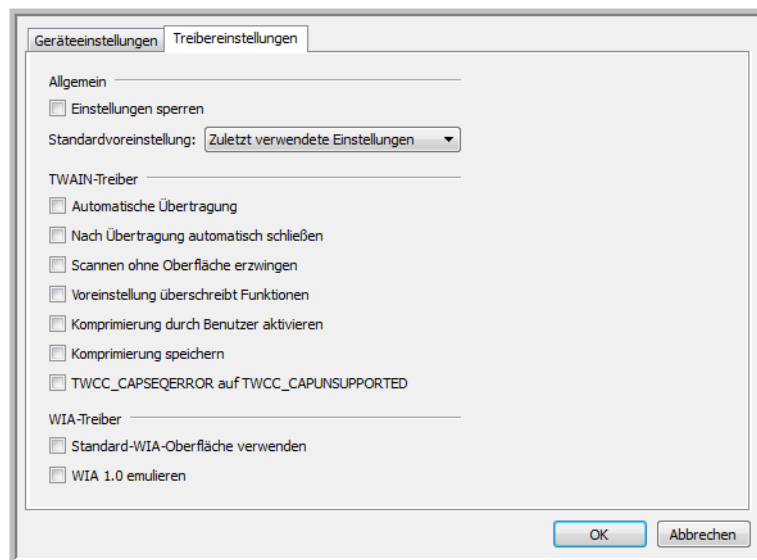 Geräteeinstellungen Treibereinstellungen
Allgemein
Einstellungen sperren
Standardvoreinstellung: Zuletzt verwendete Einstellungen
TWAIN-Treiber
Automatische Übertragung
Nach Übertragung automatisch schließen
Scannen ohne Oberfläche erzwingen
Voreinstellung überschreibt Funktionen
Komprimierung durch Benutzer aktivieren
Komprimierung speichern
TWCC_CAPSEQERROR auf TWCC_CAPUNSUPPORTED
WIA-Treiber
Standard-WIA-Oberfläche verwenden
WIA 1.0 emulieren
OK Abbrechen